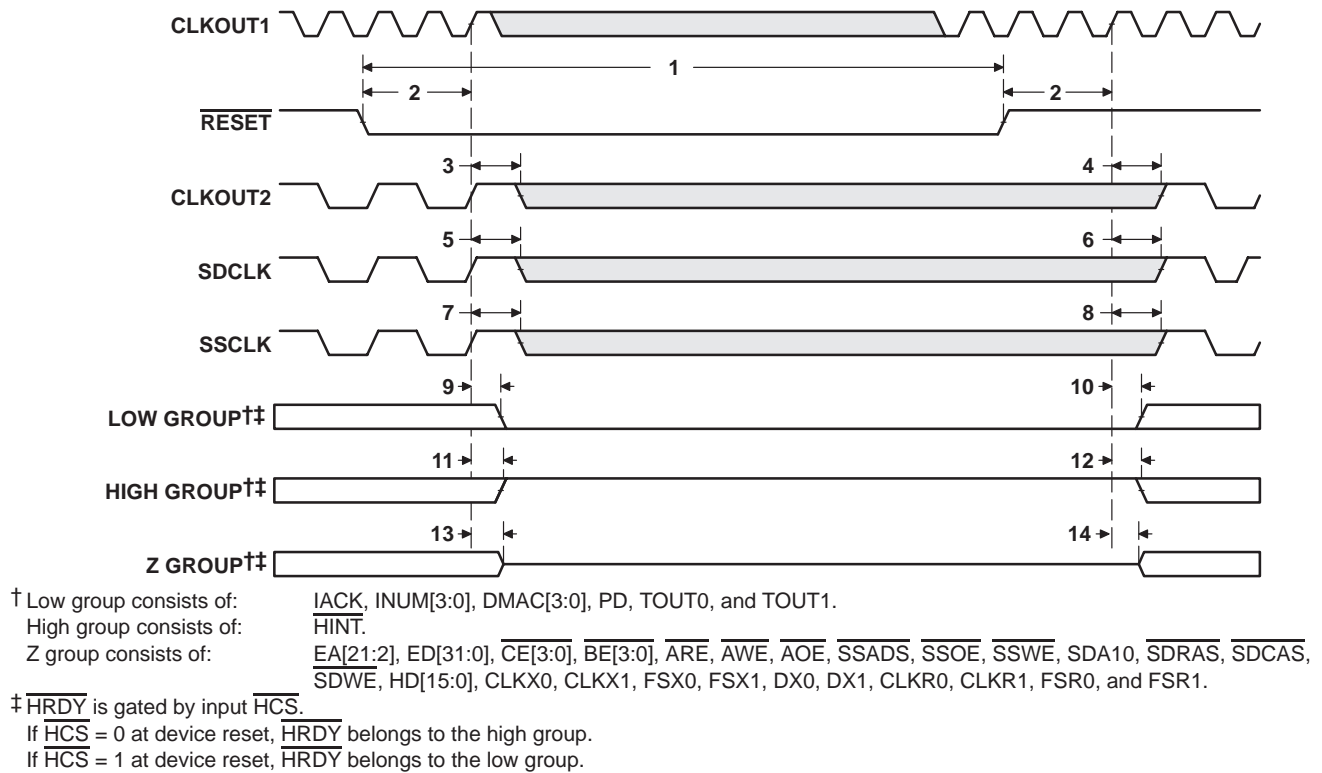 CLKOUT1
1
2
2
RESET
3
4
CLKOUT2
5
6
SDCLK
7
8
SSCLK
9
10
LOW GROUP†‡
11
12
HIGH GROUP†‡
13
14
Z GROUP†‡
† Low group consists of: IACK, INUM[3:0], DMAC[3:0], PD, TOUT0, and TOUT1.
High group consists of: HINT.
Z group consists of: EA[21:2], ED[31:0], CE[3:0], BE[3:0], ARE, AWE, AOE, SSADS, SSOE, SSWE, SDA10, SDRAS, SDCAS,
SDWE, HD[15:0], CLKX0, CLKX1, FSX0, FSX1, DX0, DX1, CLKR0, CLKR1, FSR0, and FSR1.
‡ HRDY is gated by input HCS.
If HCS = 0 at device reset, HRDY belongs to the high group.
If HCS = 1 at device reset, HRDY belongs to the low group.